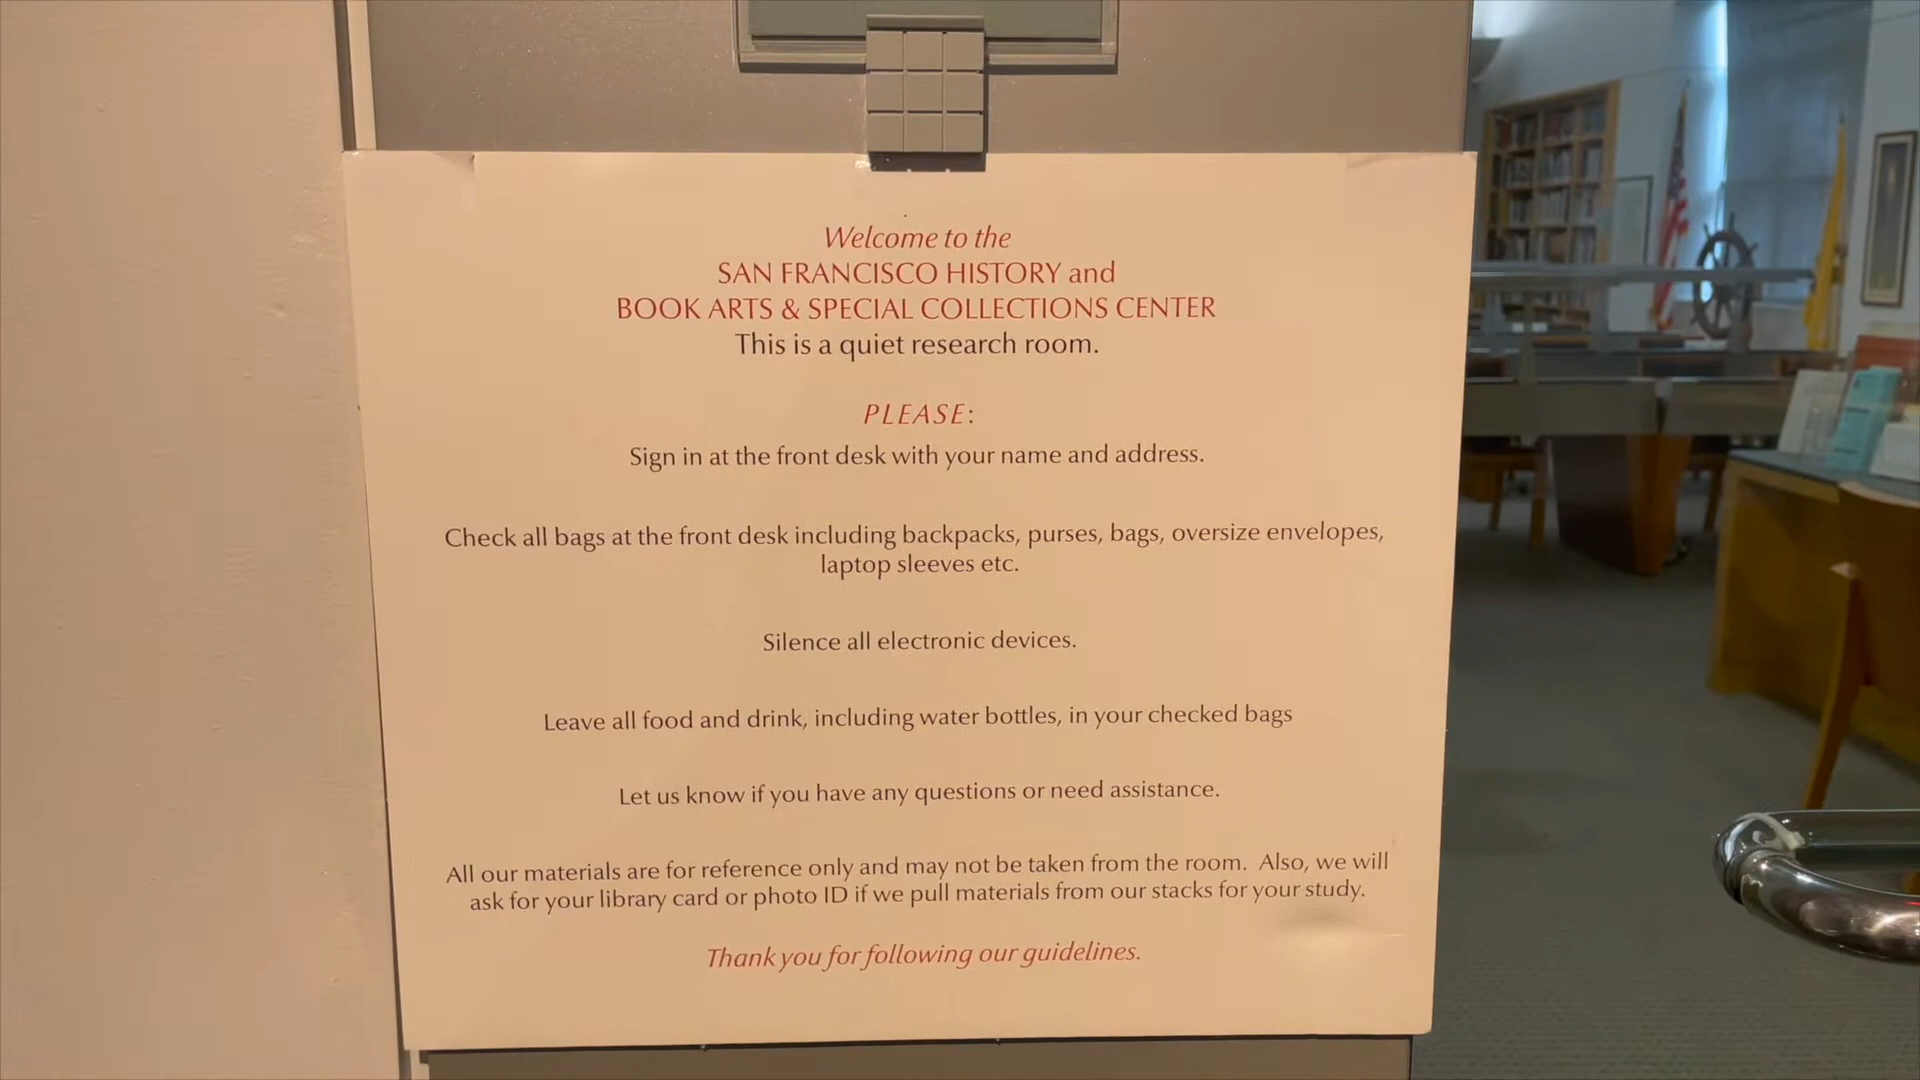 Welcome to the
SAN FRANCISCO HISTORY and
BOOK ARTS & SPECIAL COLLECTIONS CENTER
This is a quiet research room.
PLEASE:
Sign in at the front desk with your name and address.
Check all bags at the front desk including backpacks, purses, bags, oversize envelopes,
laptop sleeves etc.
Silence all electronic devices.
Leave all food and drink, including water bottles, in your checked bags
Let us know if you have any questions or need assistance.
All our materials are for reference only and may not be taken from the room. Also, we will
ask for your library card or photo ID if we pull materials from our stacks for your study.
Thank you for following our guidelines.